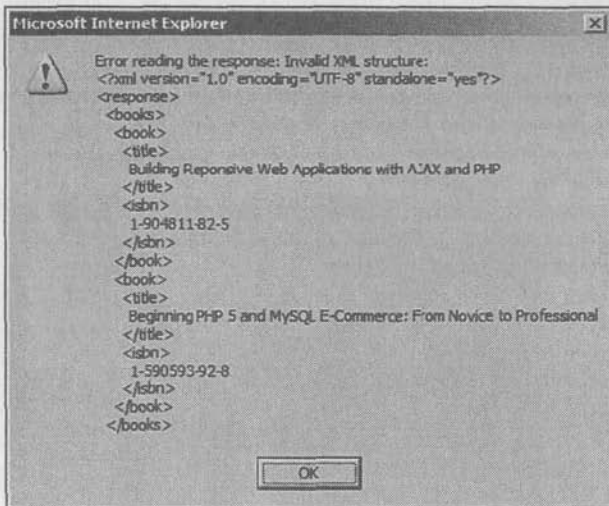 Microsoft Internet Explorer
Error reading the response: Invalid XML structure:
<?xml version="1.0" encoding="UTF-8" standalone="yes"?>
<response>
<books>
<book>
<title>
Building Reponsive Web Applications with AJAX and PHP
</title>
<isbn>
1-904811-82-5
</isbn>
</book>
<book>
<title>
Beginning PHP 5 and MySQL E-Commerce: From Novice to Professional
</title>
<isbn>
1-590593-92-8
</isbn>
</book>
</books>
OK